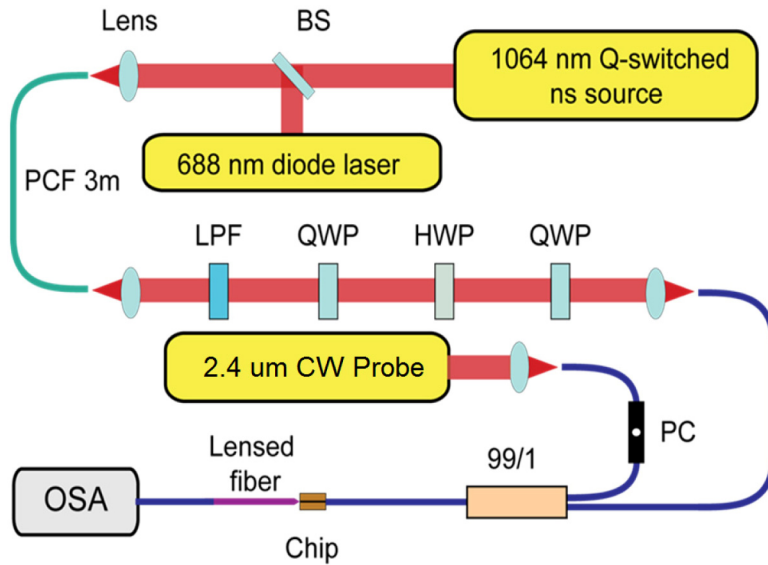 Lens
BS
1064 nm Q-switched
ns source
688 nm diode laser
PCF 3m
LPF
QWP
HWP
QWP
2.4 um CW Probe
PC
99/1
Lensed
fiber
OSA
Chip